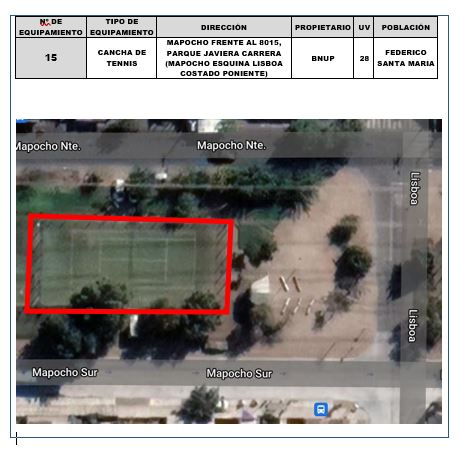 N° DE EQUIPAMIENTO
TIPO DE EQUIPAMIENTO
DIRECCIÓN
PROPIETARIO
UV
POBLACIÓN
15
CANCHA DE TENNIS
MAPOCHO FRENTE AL 8015,
PARQUE JAVIERA CARRERA
(MAPOCHO ESQUINA LISBOA
COSTADO PONIENTE)
BNUP
28
FEDERICO SANTA MARIA
Mapocho Nte.
Mapocho Nte.
Lisboa
Lisboa
Mapocho Sur
Mapocho Sur